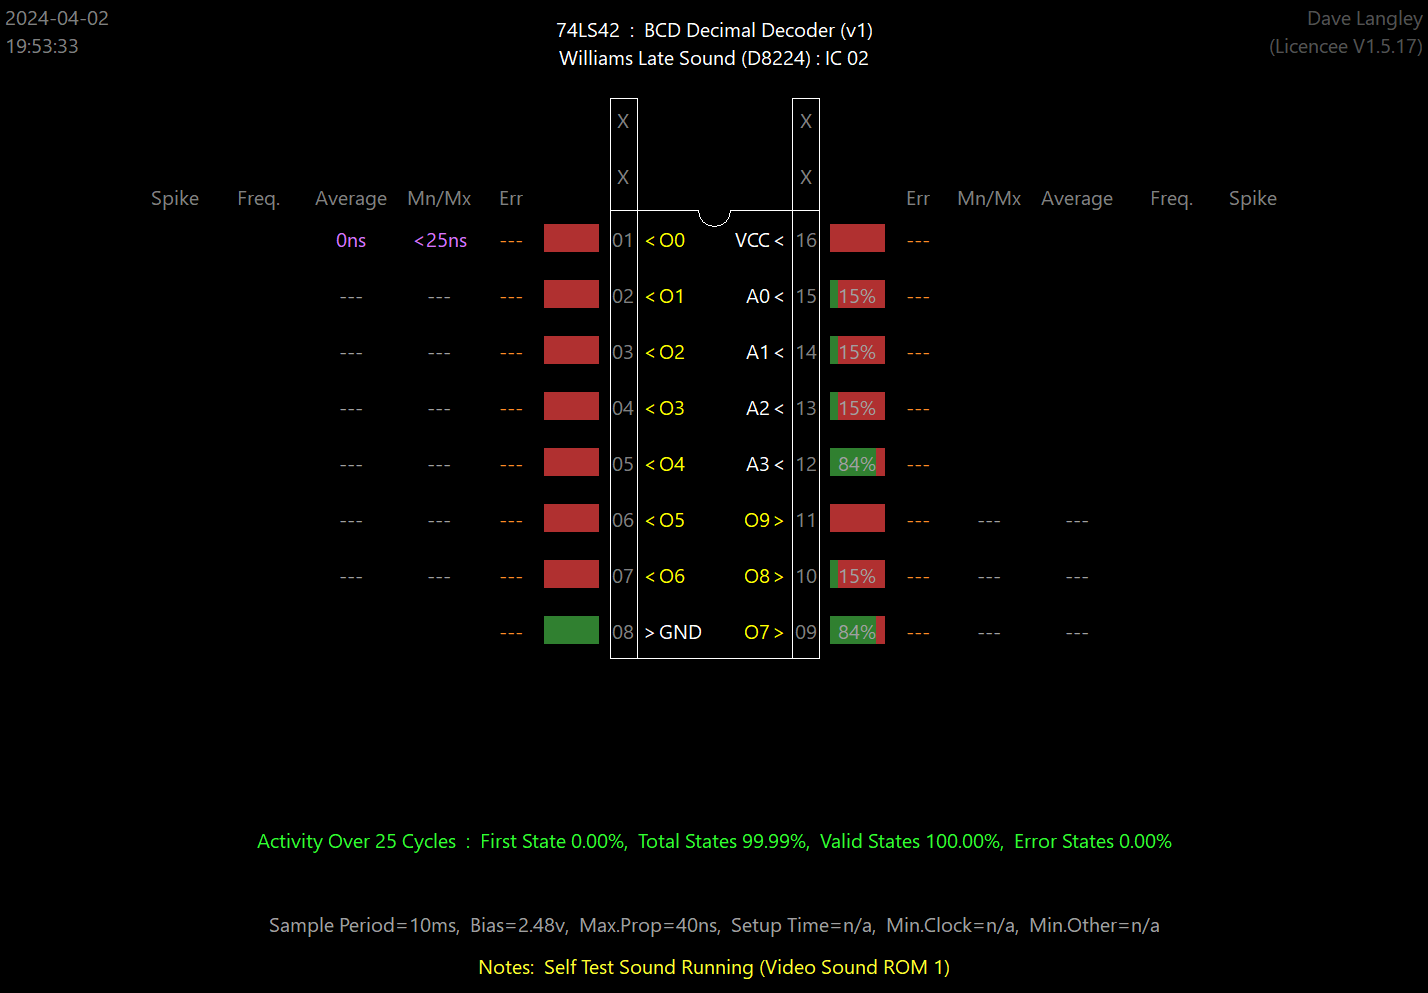 2024-04-02
19:53:33
74LS42 : BCD Decimal Decoder (v1)
Williams Late Sound (D8224) : IC 02
Dave Langley
(Licencee V1.5.17)
X X
X X
Spike Freq. Average Mn/Mx Err Err Mn/Mx Average Freq. Spike
0ns <25ns --- 01 < O0 VCC < 16 ---
--- --- --- 02 < O1 A0 < 15 15% ---
--- --- --- 03 < O2 A1 < 14 15% ---
--- --- --- 04 < O3 A2 < 13 15% ---
--- --- --- 05 < O4 A3 < 12 84% ---
--- --- --- 06 < O5 O9 > 11 --- --- ---
--- --- --- 07 < O6 O8 > 10 15% --- --- ---
--- 08 > GND O7 > 09 84% --- --- ---
Activity Over 25 Cycles : First State 0.00%, Total States 99.99%, Valid States 100.00%, Error States 0.00%
Sample Period=10ms, Bias=2.48v, Max.Prop=40ns, Setup Time=n/a, Min.Clock=n/a, Min.Other=n/a
Notes: Self Test Sound Running (Video Sound ROM 1)